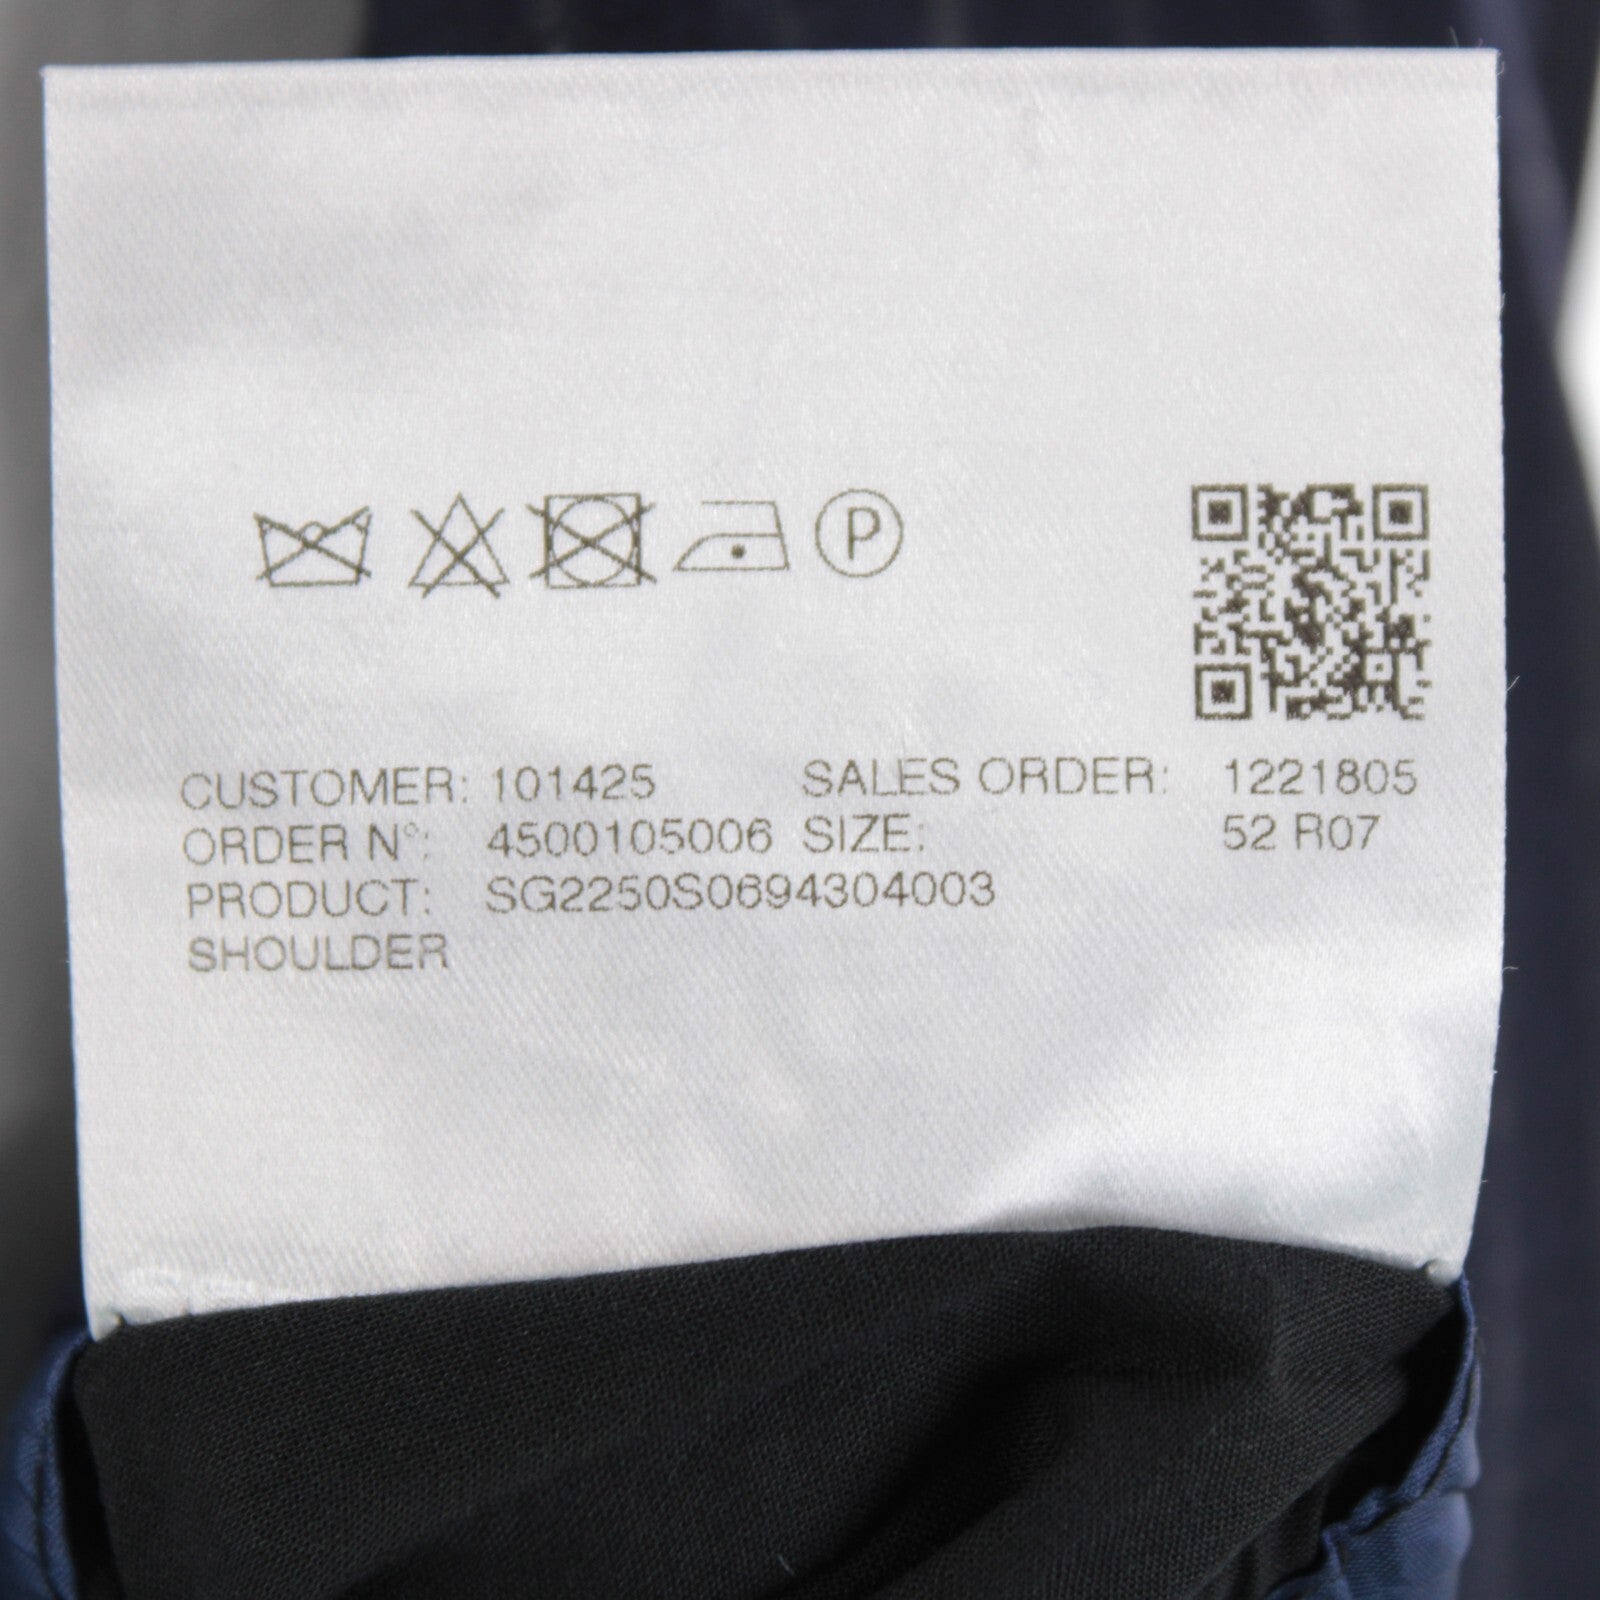 P
CUSTOMER: 101425 SALES ORDER: 1221805
ORDER N°: 4500105006 SIZE: 52 R07
PRODUCT: SG2250S0694304003
SHOULDER